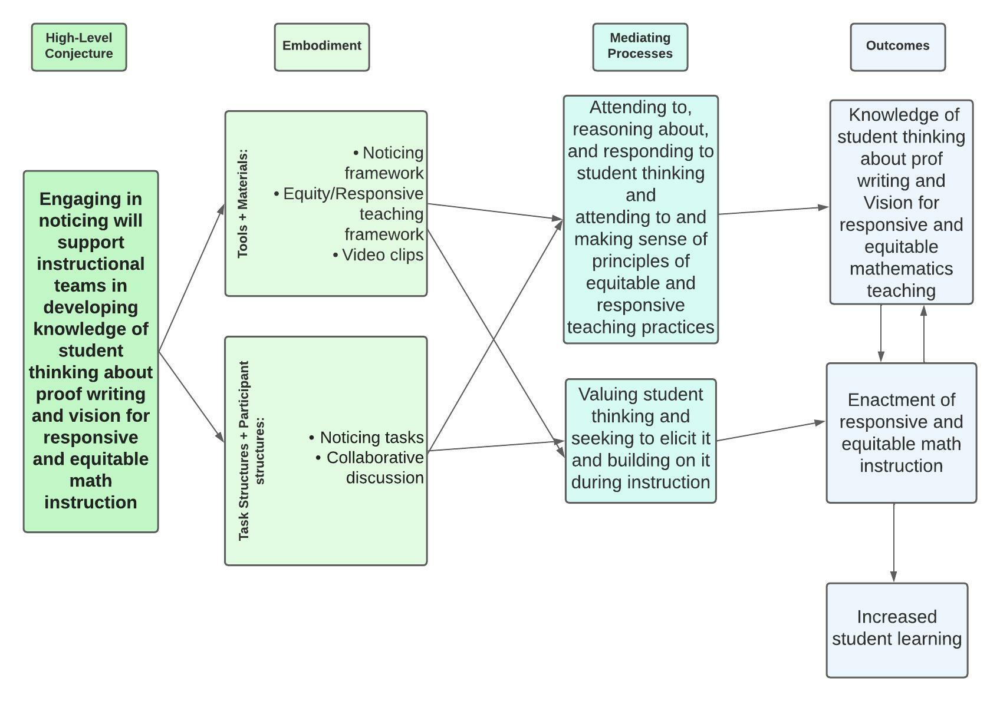 High-Level
Conjecture
Embodiment
Mediating
Processes
Outcomes
Engaging in
noticing will
support
instructional
teams in
developing
knowledge of
student
thinking about
proof writing
and vision for
responsive
and equitable
math
instruction
Tools + Materials:
• Noticing
framework
• Equity/Responsive
teaching
framework
• Video clips
Task Structures + Participant
structures:
• Noticing tasks
• Collaborative
discussion
Attending to,
reasoning about,
and responding to
student thinking
and
attending to and
making sense of
principles of
equitable and
responsive
teaching practices
Valuing student
thinking and
seeking to elicit it
and building on it
during instruction
Knowledge of
student thinking
about prof
writing and
Vision for
responsive and
equitable
mathematics
teaching
Enactment of
responsive and
equitable math
instruction
Increased
student learning